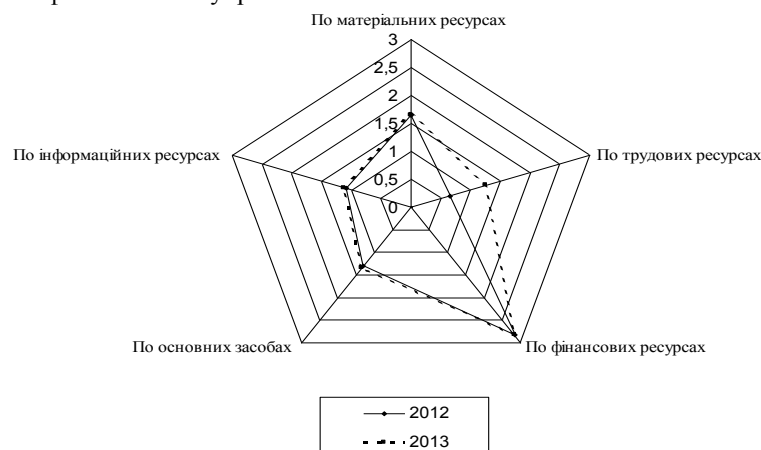 По матеріальних ресурсах
3
2,5
2
1,5
1
0,5
0
По інформаційних ресурсах
По трудових ресурсах
По основних засобах
По фінансових ресурсах
2012
2013